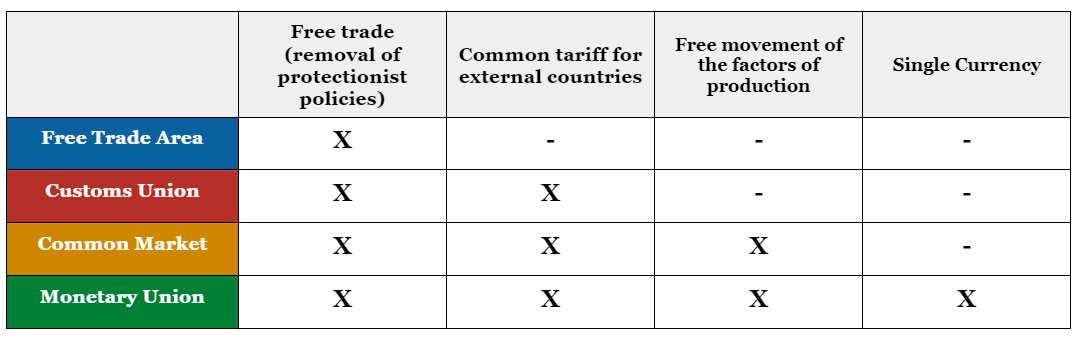 Free trade
(removal of
protectionist
policies)
Common tariff for
external countries
Free movement of
the factors of
production
Single Currency
Free Trade Area
X
-
-
-
Customs Union
X
X
-
-
Common Market
X
X
X
-
Monetary Union
X
X
X
X